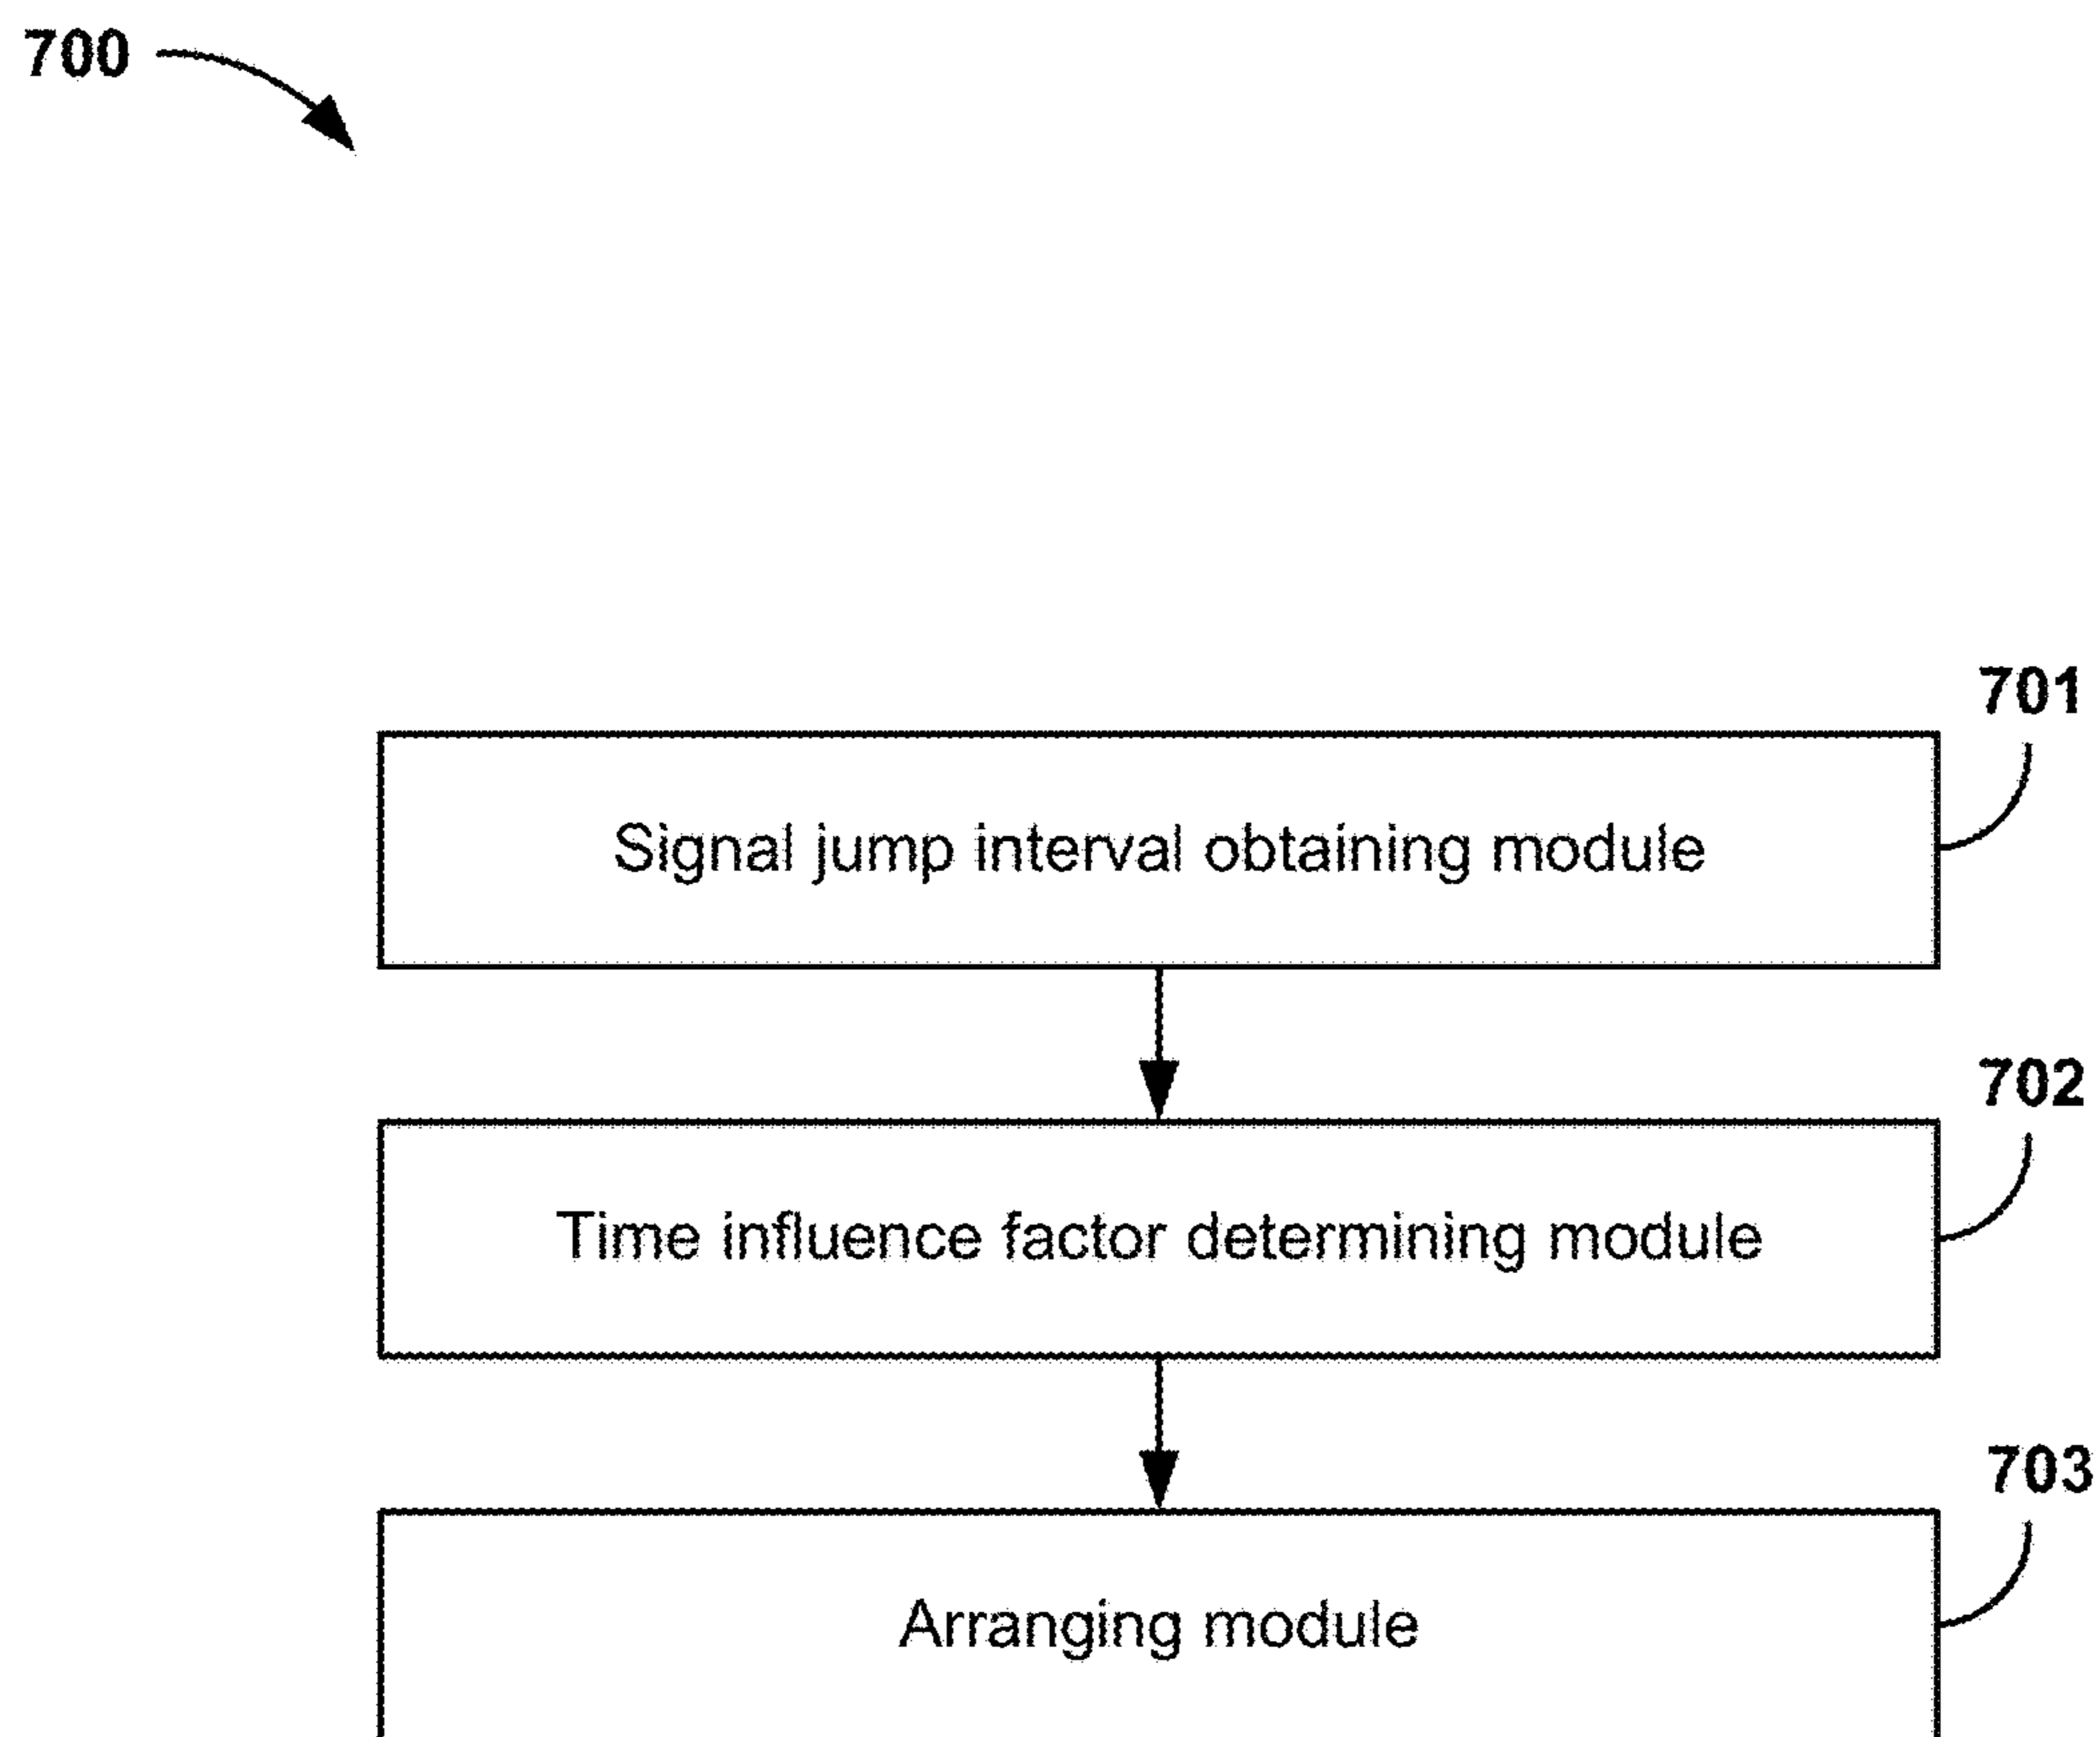 700
701
Signal jump interval obtaining module
702
Time influence factor determining module
703
Arranging module